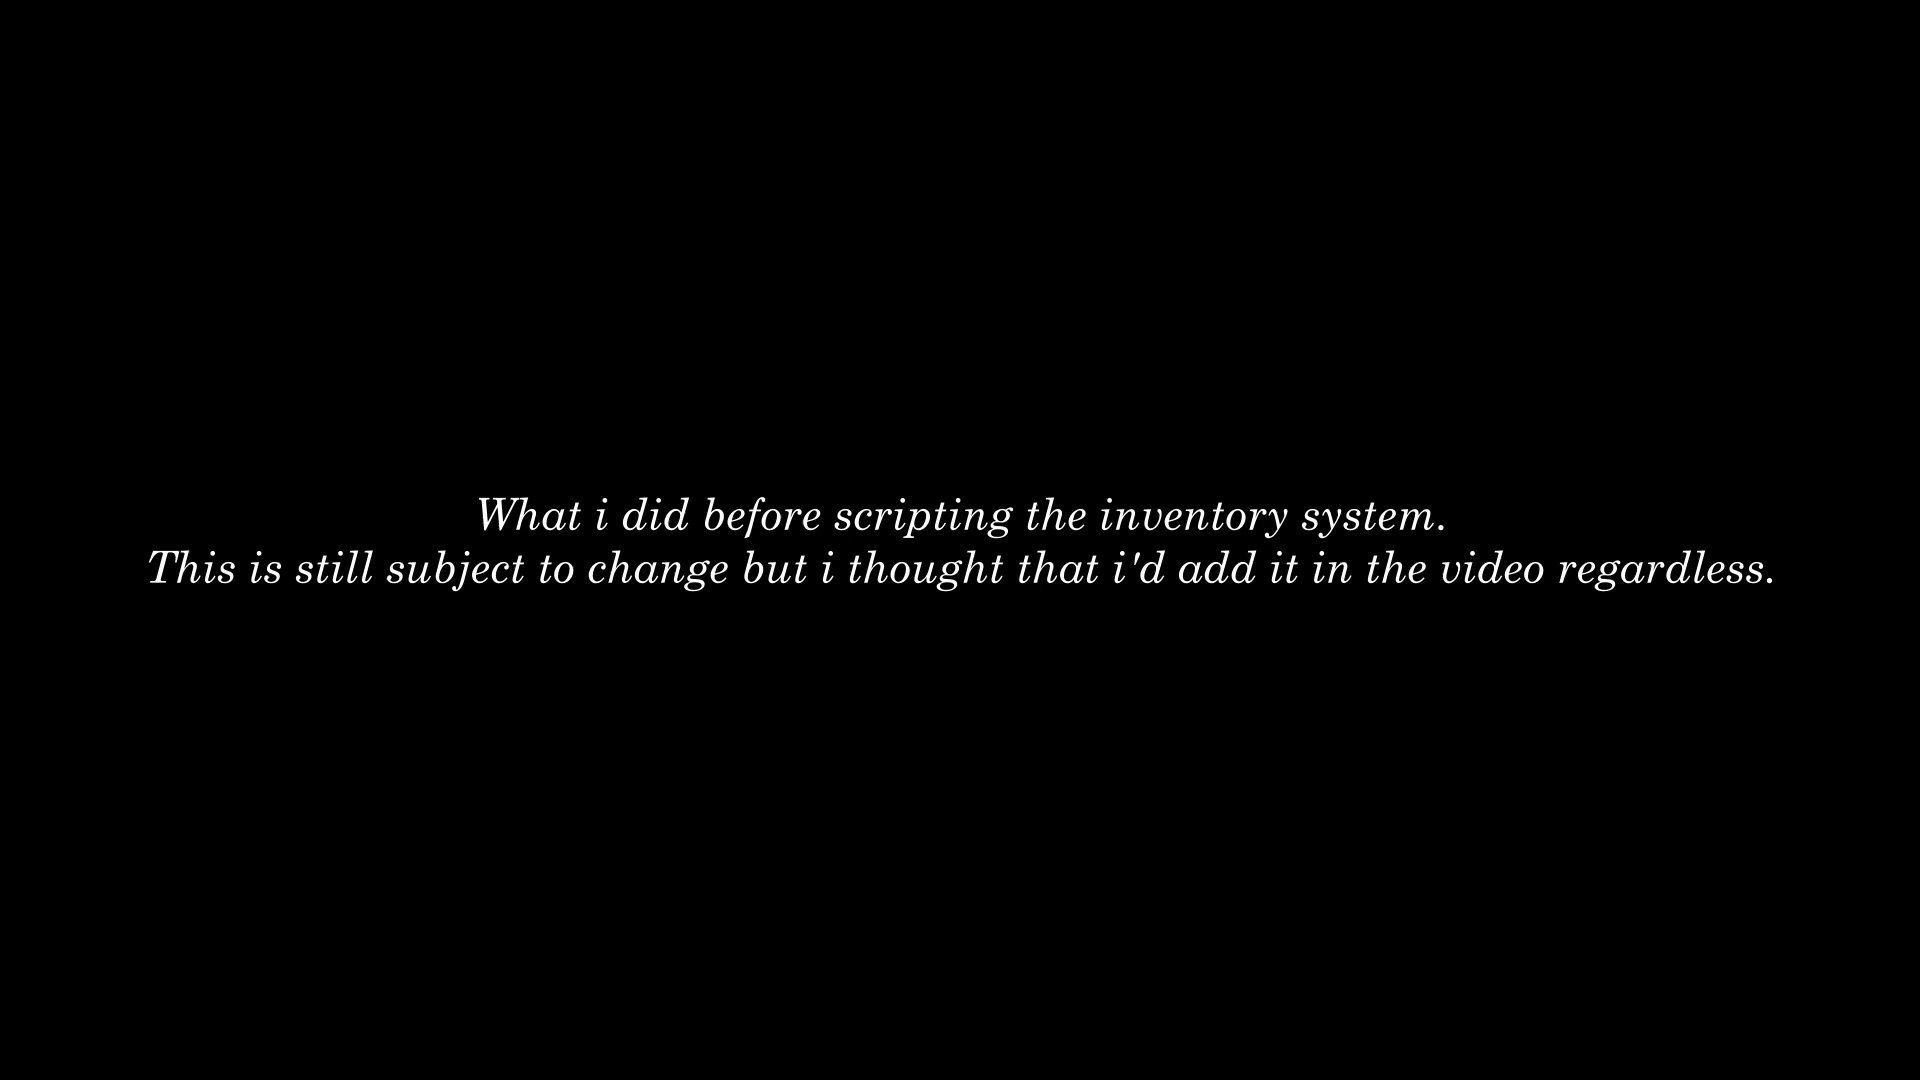 What i did before scripting the inventory system.
This is still subject to change but i thought that i'd add it in the video regardless.